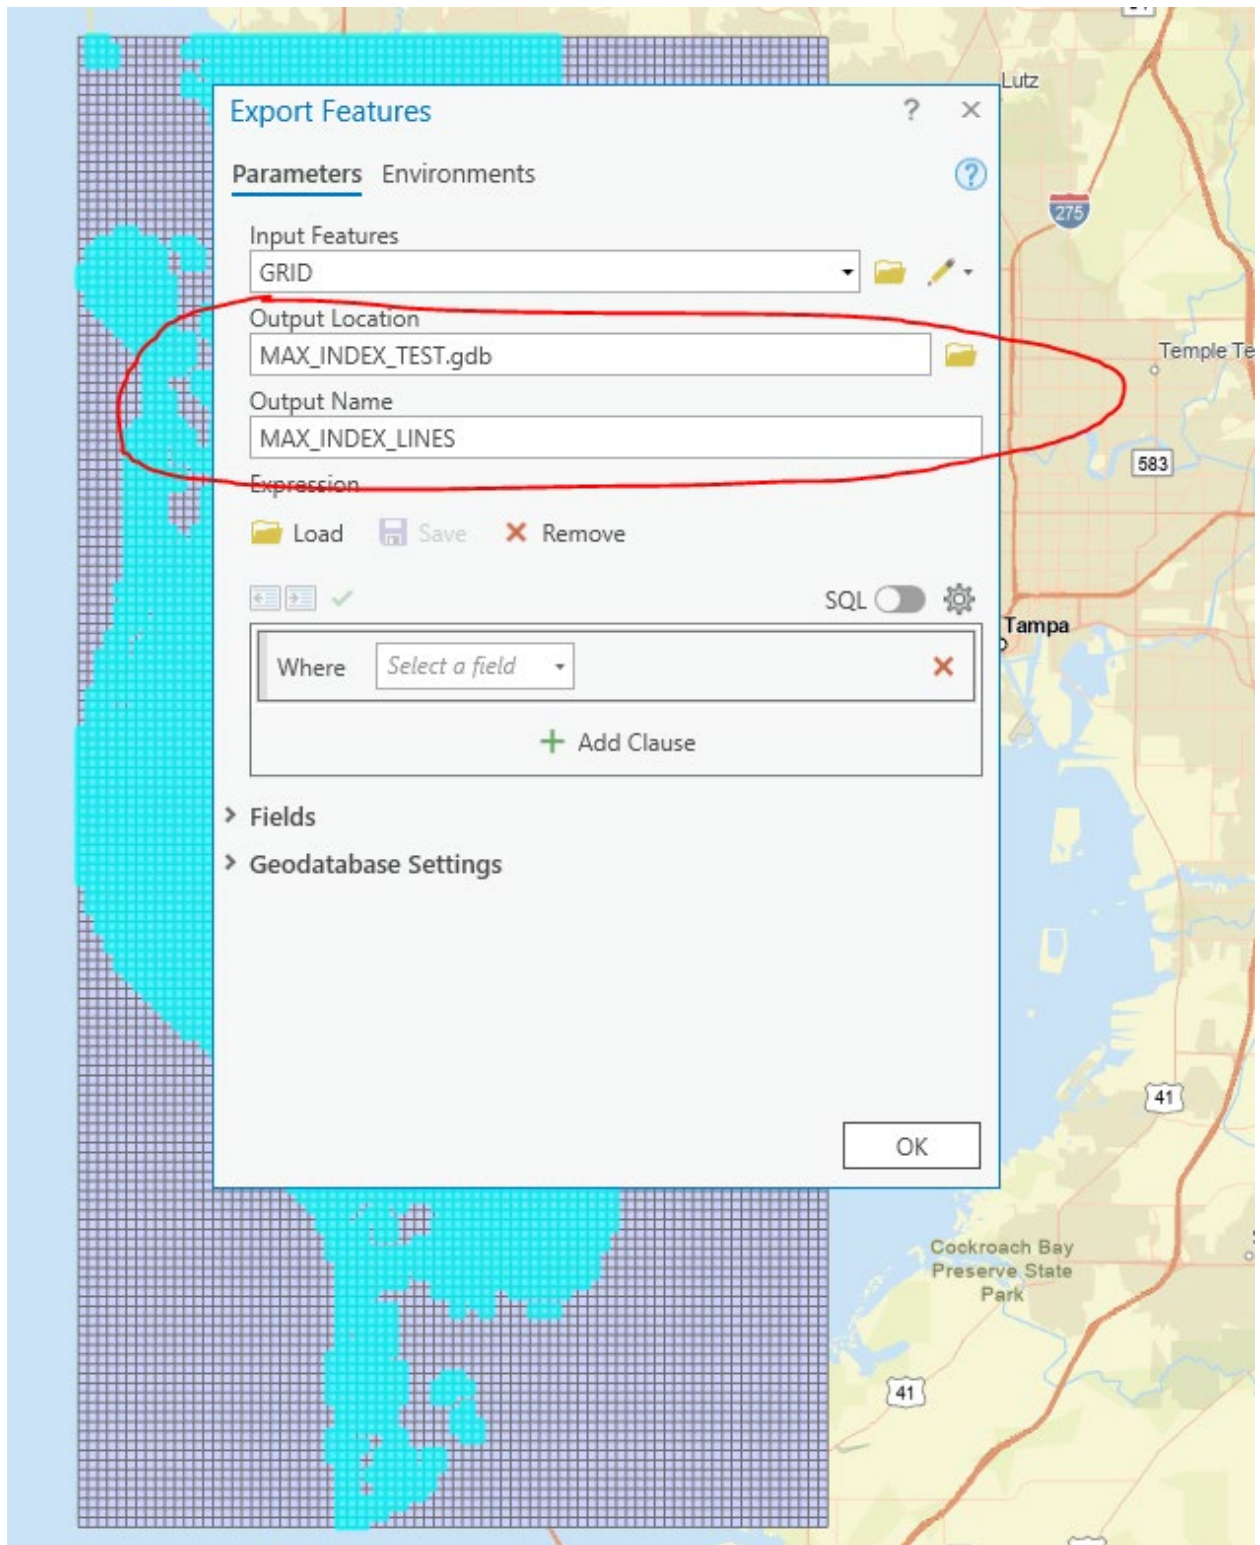 Lutz
Export Features
?
Parameters Environments
?
275
Input Features
GRID
Output Location
MAX_INDEX_TEST.gdb
Temple Te
Output Name
MAX_INDEX_LINES
583
Expression
Load Save Remove
SQL
Tampa
Where Select a field
Add Clause
Fields
Geodatabase Settings
41
OK
Cockroach Bay
Preserve State
Park
41